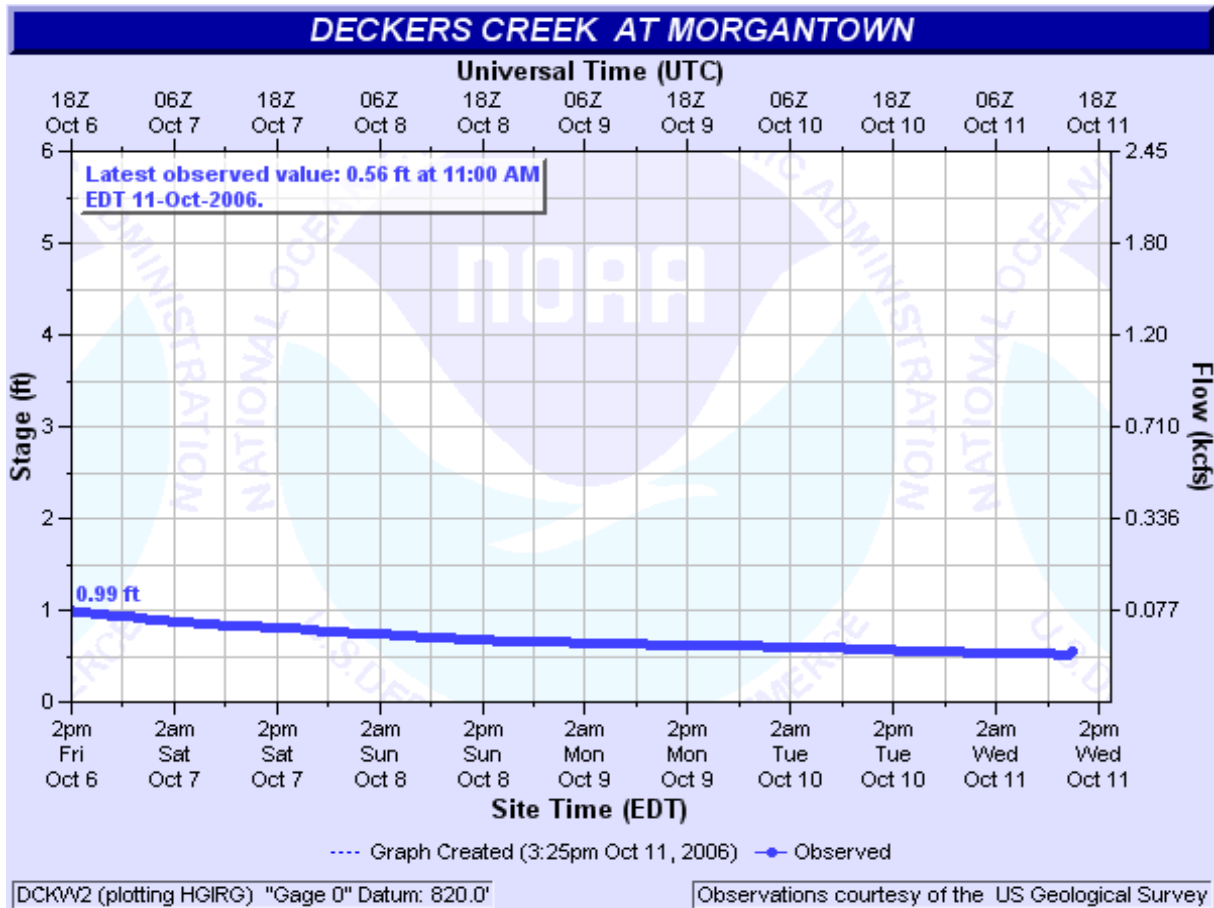 DECKERS CREEK AT MORGANTOWN
Universal Time (UTC)
18Z 06Z 18Z 06Z 18Z 06Z 18Z 06Z 18Z 06Z 18Z
Oct 6 Oct 7 Oct 7 Oct 8 Oct 8 Oct 9 Oct 9 Oct 10 Oct 10 Oct 11 Oct 11
Latest observed value: 0.56 ft at 11:00 AM
EDT 11-Oct-2006.
Stage (ft)
6
5
4
3
2
1
0
0.99 ft
Flow (kcfs)
2.45
1.80
1.20
0.710
0.336
0.077
NOAA
NATIONAL OCEANIC ADMINISTRATION
U.S. DEPARTMENT COMMERCE
2pm 2am 2pm 2am 2pm 2am 2pm 2am 2pm 2am 2pm
Fri Sat Sat Sun Sun Mon Mon Tue Tue Wed Wed
Oct 6 Oct 7 Oct 7 Oct 8 Oct 8 Oct 9 Oct 9 Oct 10 Oct 10 Oct 11 Oct 11
Site Time (EDT)
Graph Created (3:25pm Oct 11, 2006) Observed
DCKW2 (plotting HGIRG) "Gage 0" Datum: 820.0'
Observations courtesy of the US Geological Survey